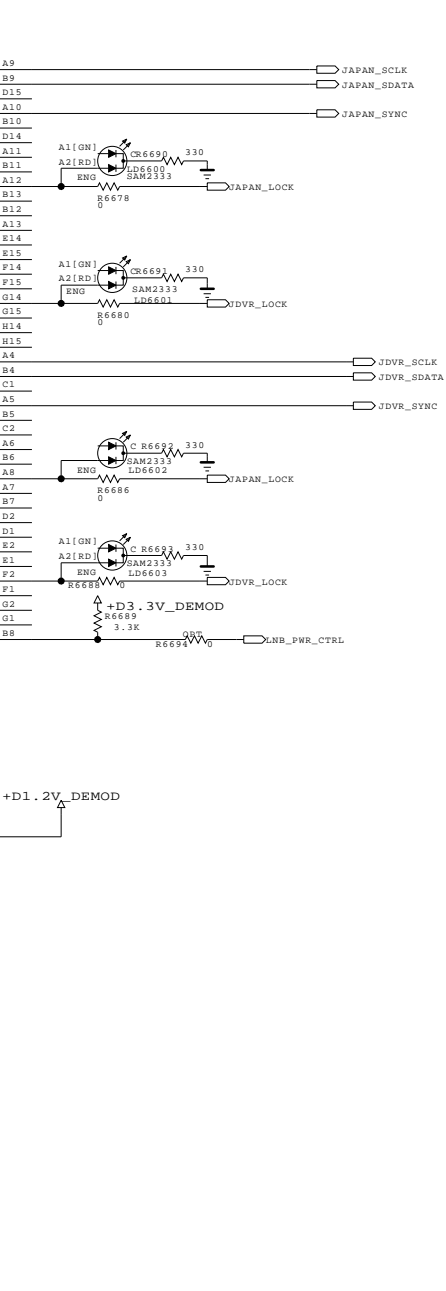 A9
JAPAN_SCLK
B9
JAPAN_SDATA
D15
A10
JAPAN_SYNC
B10
D14
A11
A1[GN]
C R6690 330
B11
A2[RD]
LD6600
A12
ENG
SAM2333
JAPAN_LOCK
B13
R6678
0
B12
A13
E14
E15
F14
A1[GN]
C R6691 330
F15
A2[RD]
G14
ENG
SAM2333
LD6601
JDVR_LOCK
G15
R6680
0
H14
H15
A4
JDVR_SCLK
B4
JDVR_SDATA
C1
A5
JDVR_SYNC
B5
C2
A6
C R6692 330
B6
SAM2333
A8
ENG
LD6602
JAPAN_LOCK
A7
R6686
0
B7
D2
D1
E2
A1[GN]
C R6693 330
E1
A2[RD]
SAM2333
F2
ENG
LD6603
JDVR_LOCK
R6688 0
F1
G2
+D3.3V_DEMOD
G1
R6689
3.3K
B8
OPT
LNB_PWR_CTRL
R6694 0
+D1.2V_DEMOD